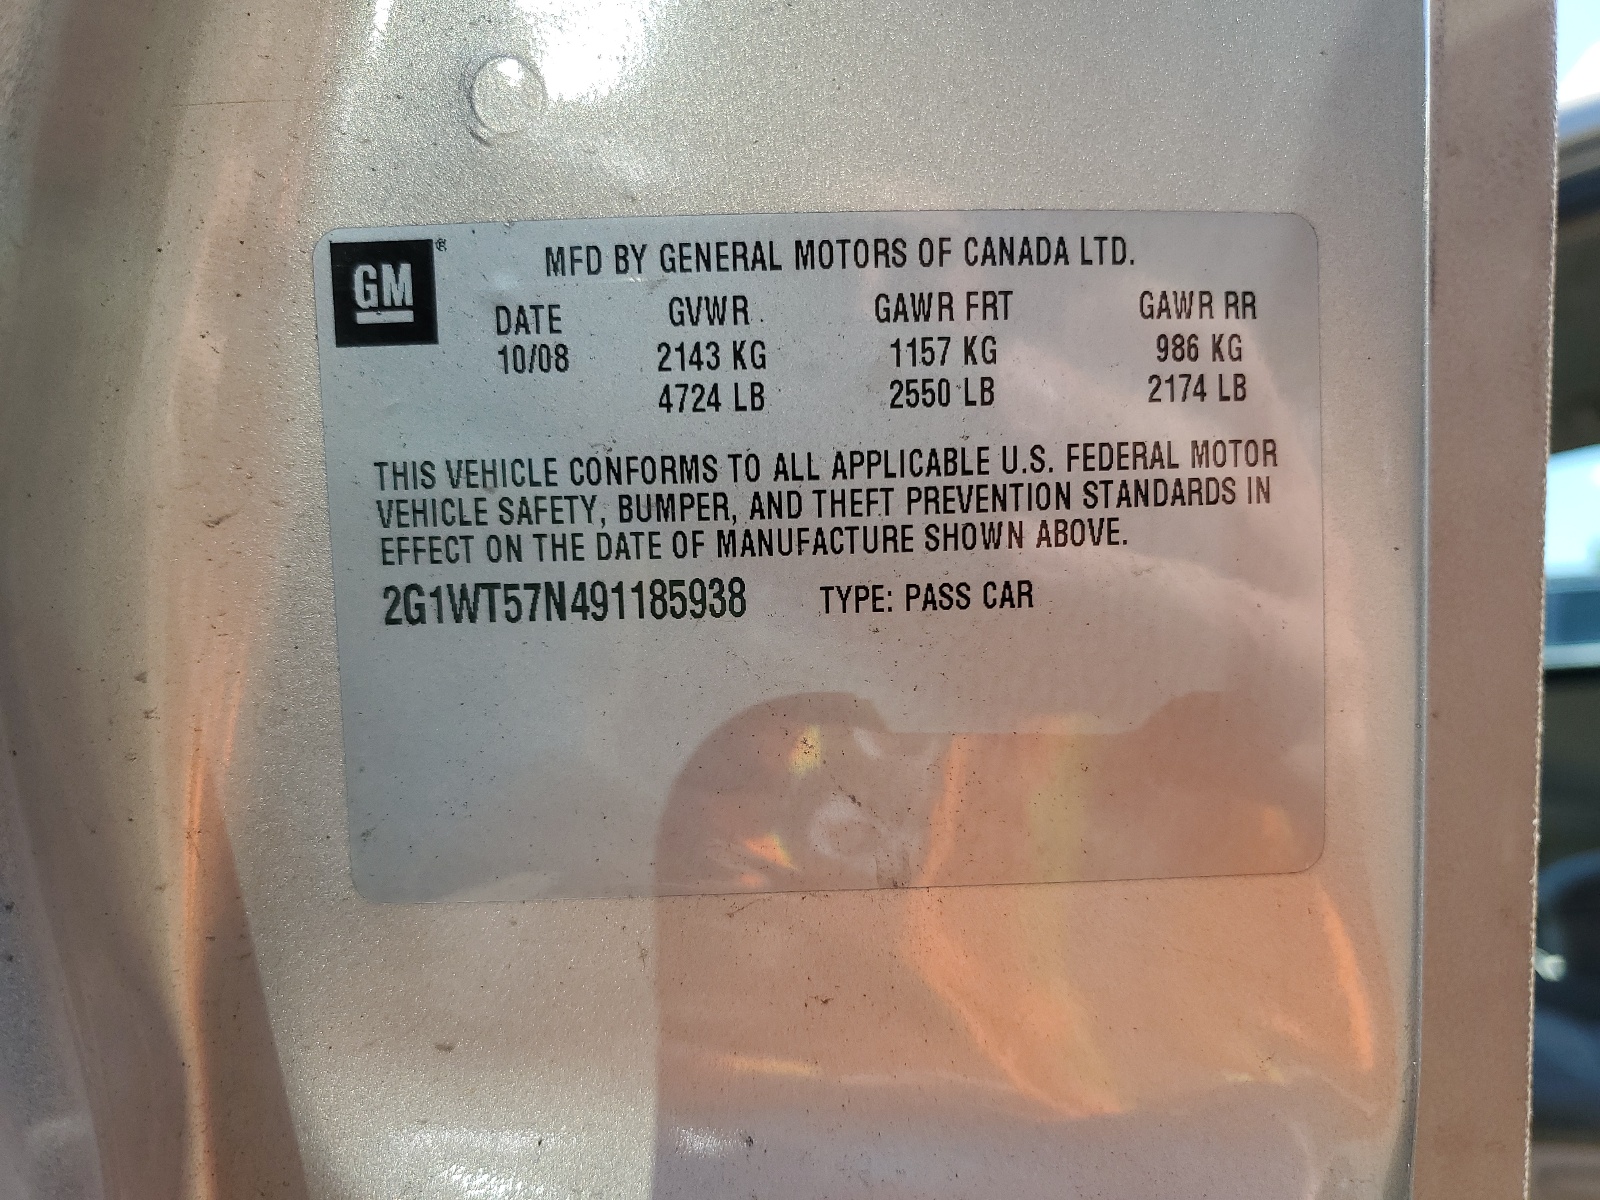 GM®
MFD BY GENERAL MOTORS OF CANADA LTD.
DATE GVWR GAWR FRT GAWR RR
10/08 2143 KG 1157 KG 986 KG
4724 LB 2550 LB 2174 LB
THIS VEHICLE CONFORMS TO ALL APPLICABLE U.S. FEDERAL MOTOR
VEHICLE SAFETY, BUMPER, AND THEFT PREVENTION STANDARDS IN
EFFECT ON THE DATE OF MANUFACTURE SHOWN ABOVE.
2G1WT57N491185938 TYPE: PASS CAR